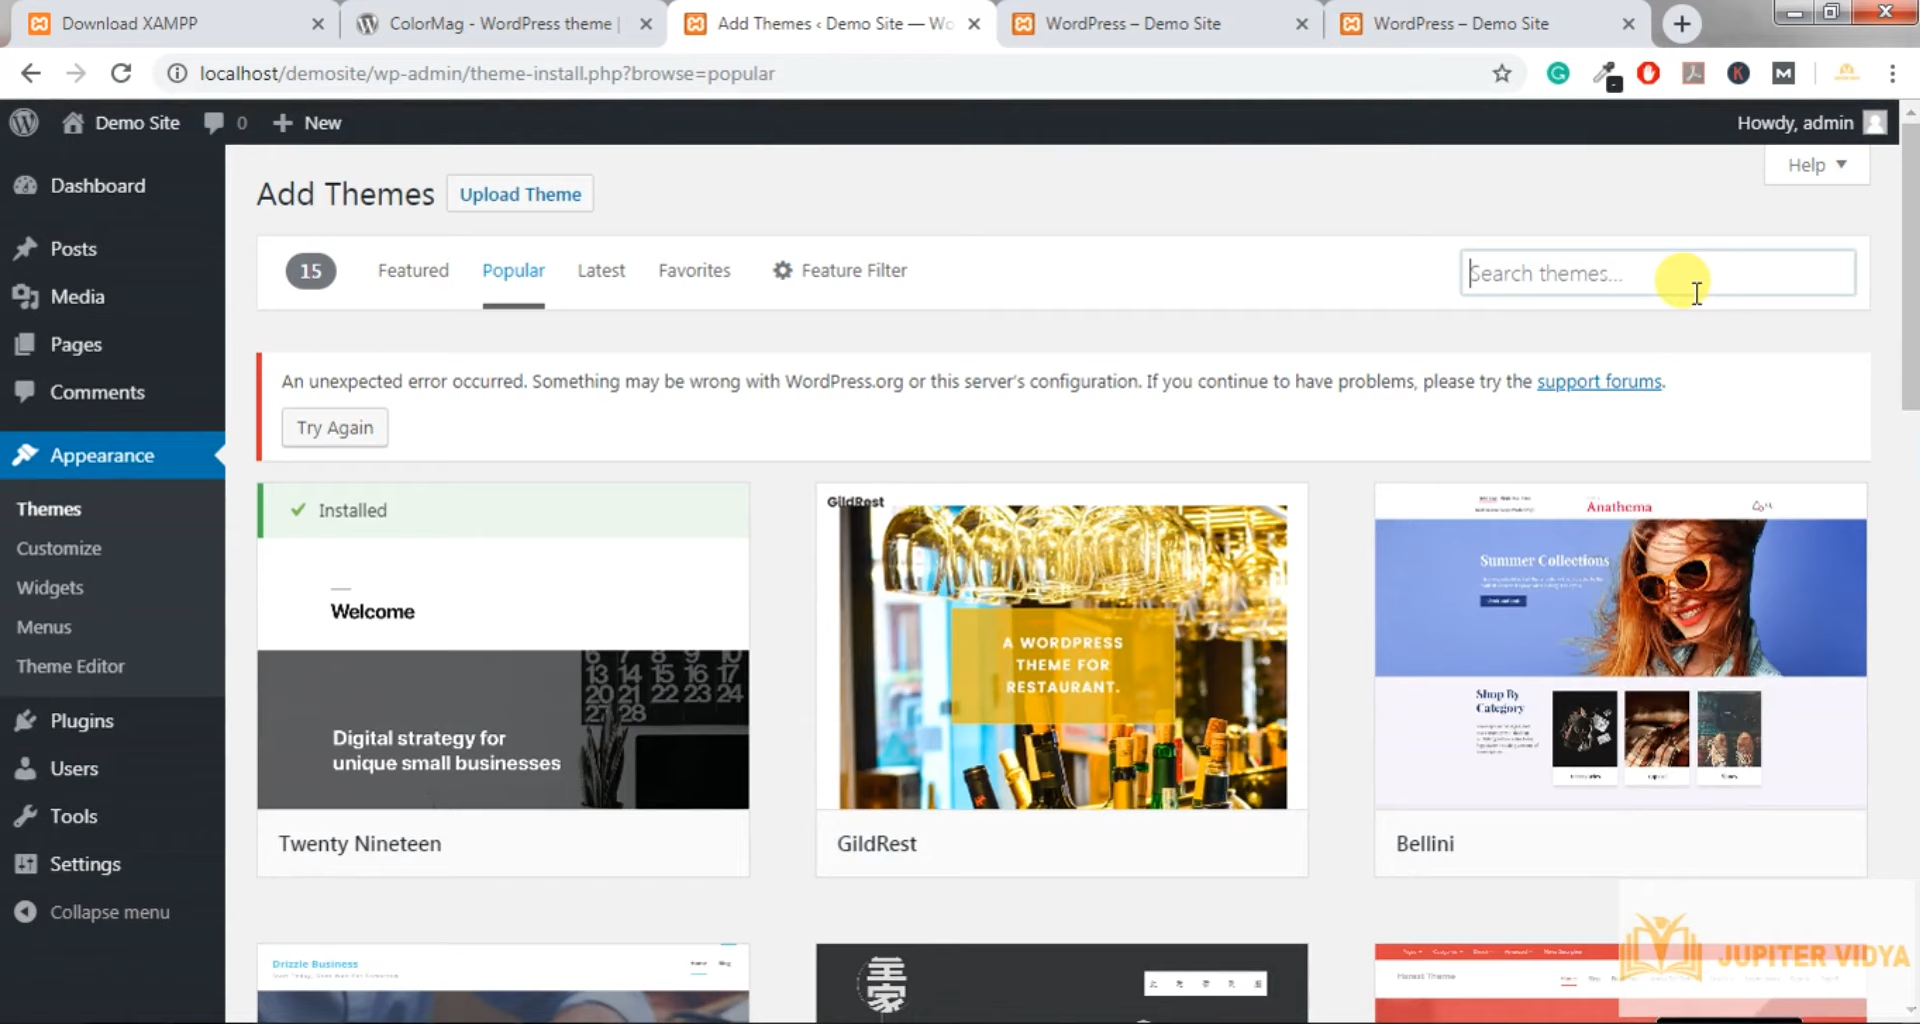 Download XAMPP
ColorMag - WordPress theme |
Add Themes ‹ Demo Site — Wo
WordPress – Demo Site
WordPress – Demo Site
localhost/demosite/wp-admin/theme-install.php?browse=popular
Demo Site
0
New
Howdy, admin
Help
Dashboard
Posts
Media
Pages
Comments
Appearance
Themes
Customize
Widgets
Menus
Theme Editor
Plugins
Users
Tools
Settings
Collapse menu
Add Themes
Upload Theme
15
Featured
Popular
Latest
Favorites
Feature Filter
Search themes...
An unexpected error occurred. Something may be wrong with WordPress.org or this server's configuration. If you continue to have problems, please try the support forums.
Try Again
Installed
Welcome
Digital strategy for
unique small businesses
Twenty Nineteen
GildRest
A WORDPRESS
THEME FOR
RESTAURANT.
GildRest
Anathema
Summer Collections
Shop By
Category
Bellini
Drizzle Business
JUPITER VIDYA